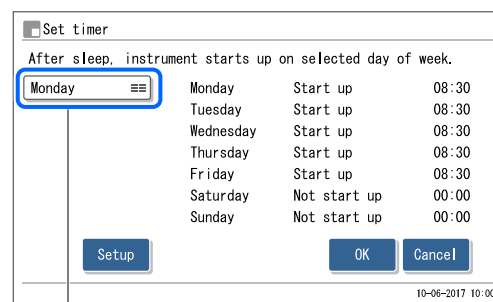 Set timer
After sleep, instrument starts up on selected day of week.
Monday == Monday Start up 08:30
Tuesday Start up 08:30
Wednesday Start up 08:30
Thursday Start up 08:30
Friday Start up 08:30
Saturday Not start up 00:00
Sunday Not start up 00:00
Setup OK Cancel
10-06-2017 10:00